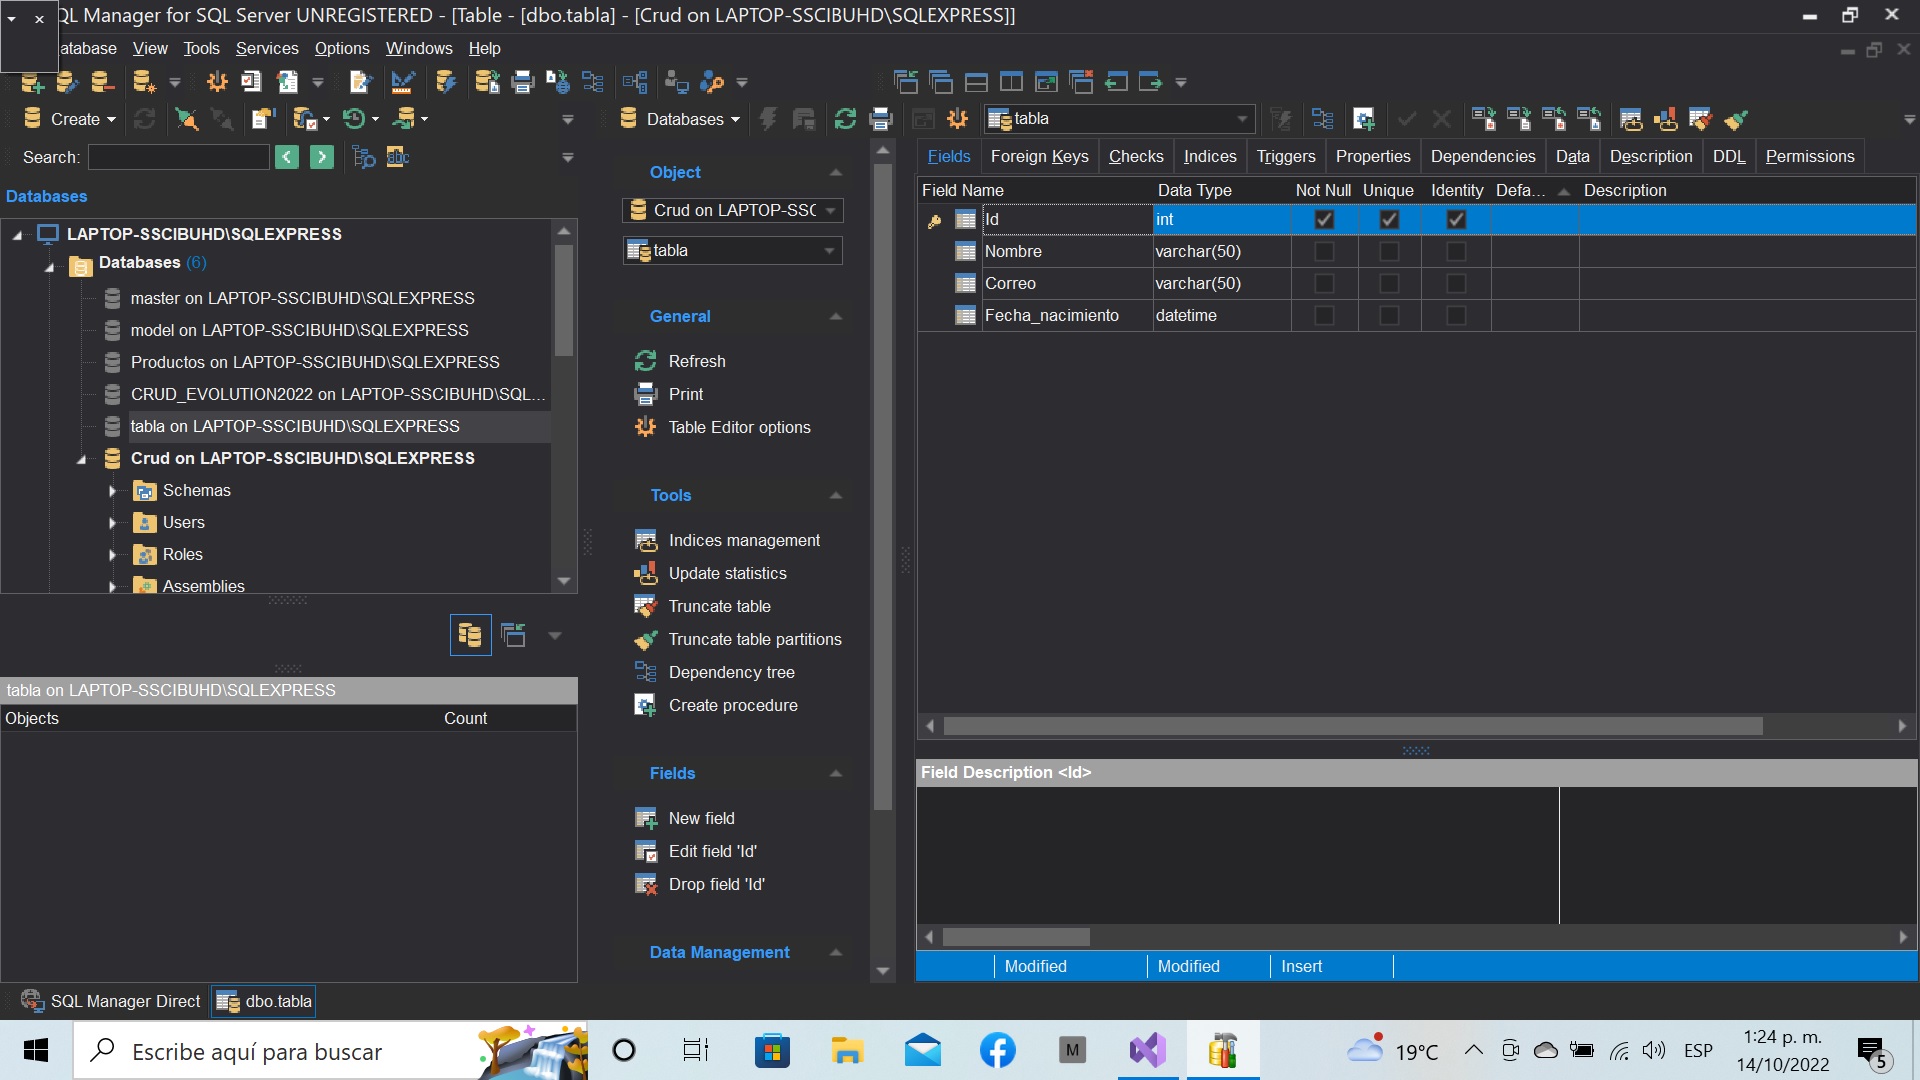 QL Manager for SQL Server UNREGISTERED - [Table - [dbo.tabla] - [Crud on LAPTOP-SSCIBUHD\SQLEXPRESS]]
atabase View Tools Services Options Windows Help
Create
Databases
tabla
Search:
abc
Databases
LAPTOP-SSCIBUHD\SQLEXPRESS
Databases (6)
master on LAPTOP-SSCIBUHD\SQLEXPRESS
model on LAPTOP-SSCIBUHD\SQLEXPRESS
Productos on LAPTOP-SSCIBUHD\SQLEXPRESS
CRUD_EVOLUTION2022 on LAPTOP-SSCIBUHD\SQL...
tabla on LAPTOP-SSCIBUHD\SQLEXPRESS
Crud on LAPTOP-SSCIBUHD\SQLEXPRESS
Schemas
Users
Roles
Assemblies
tabla on LAPTOP-SSCIBUHD\SQLEXPRESS
Objects Count
Object
Crud on LAPTOP-SSC
tabla
General
Refresh
Print
Table Editor options
Tools
Indices management
Update statistics
Truncate table
Truncate table partitions
Dependency tree
Create procedure
Fields
New field
Edit field 'Id'
Drop field 'Id'
Data Management
Fields Foreign Keys Checks Indices Triggers Properties Dependencies Data Description DDL Permissions
Field Name Data Type Not Null Unique Identity Defa... Description
Id int
Nombre varchar(50)
Correo varchar(50)
Fecha_nacimiento datetime
Field Description <Id>
Modified Modified Insert
SQL Manager Direct dbo.tabla
Escribe aquí para buscar
M
19°C
ESP
1:24 p. m.
14/10/2022
5